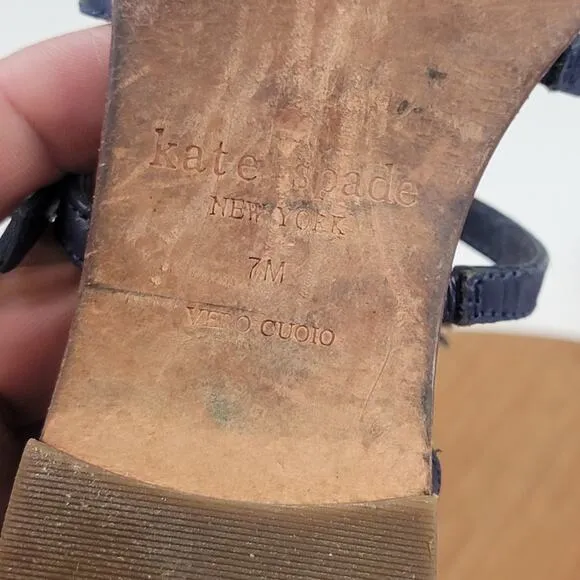 kate spade
NEW YORK
7M
VERO CUOIO